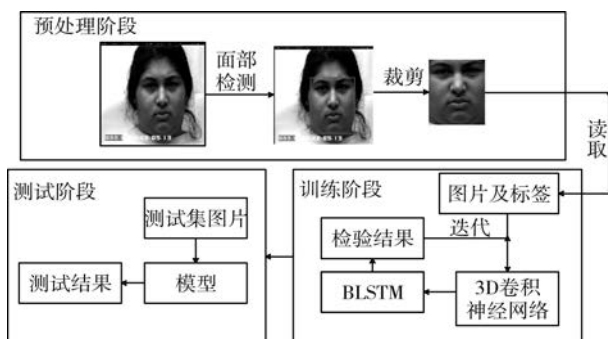 预处理阶段
面部
检测
裁剪
读
取
测试阶段
测试集图片
测试结果
模型
训练阶段
图片及标签
检验结果
迭代
BLSTM
3D卷积
神经网络